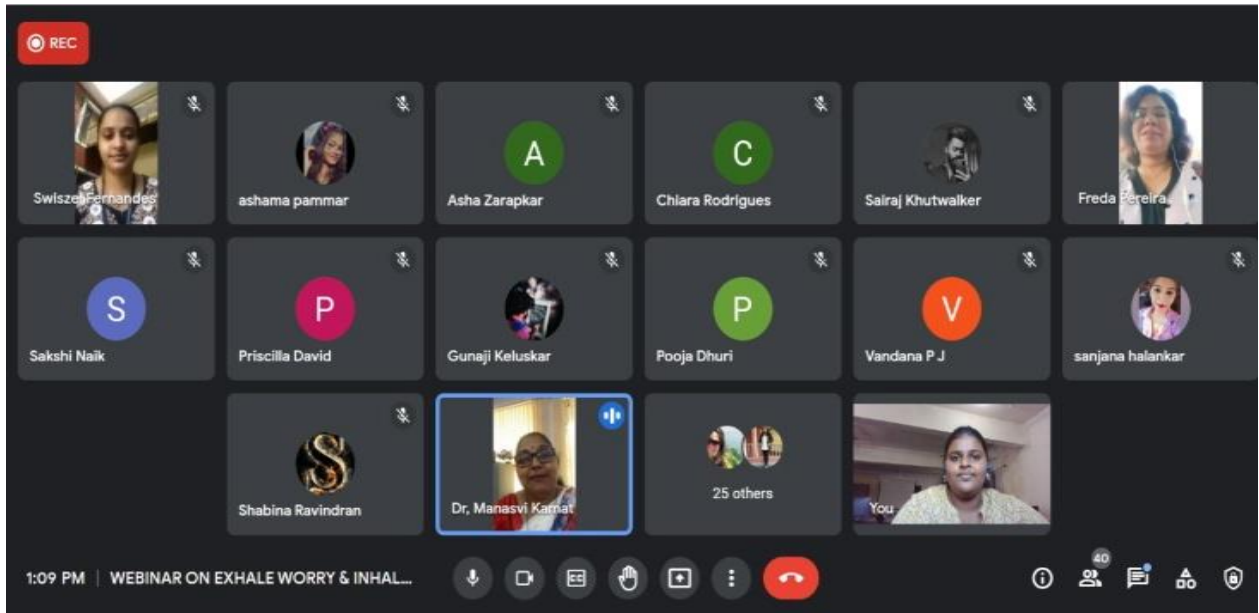 REC
Swiszel Fernandes
ashama pammar
A
Asha Zarapkar
C
Chiara Rodrigues
Sairaj Khutwalker
Freda Pereira
S
Sakshi Naik
P
Priscilla David
Gunaji Keluskar
P
Pooja Dhuri
V
Vandana P J
sanjana halankar
S
Shabina Ravindran
Dr, Manasvi Kamat
25 others
You
1:09 PM | WEBINAR ON EXHALE WORRY & INHAL...
CC
40